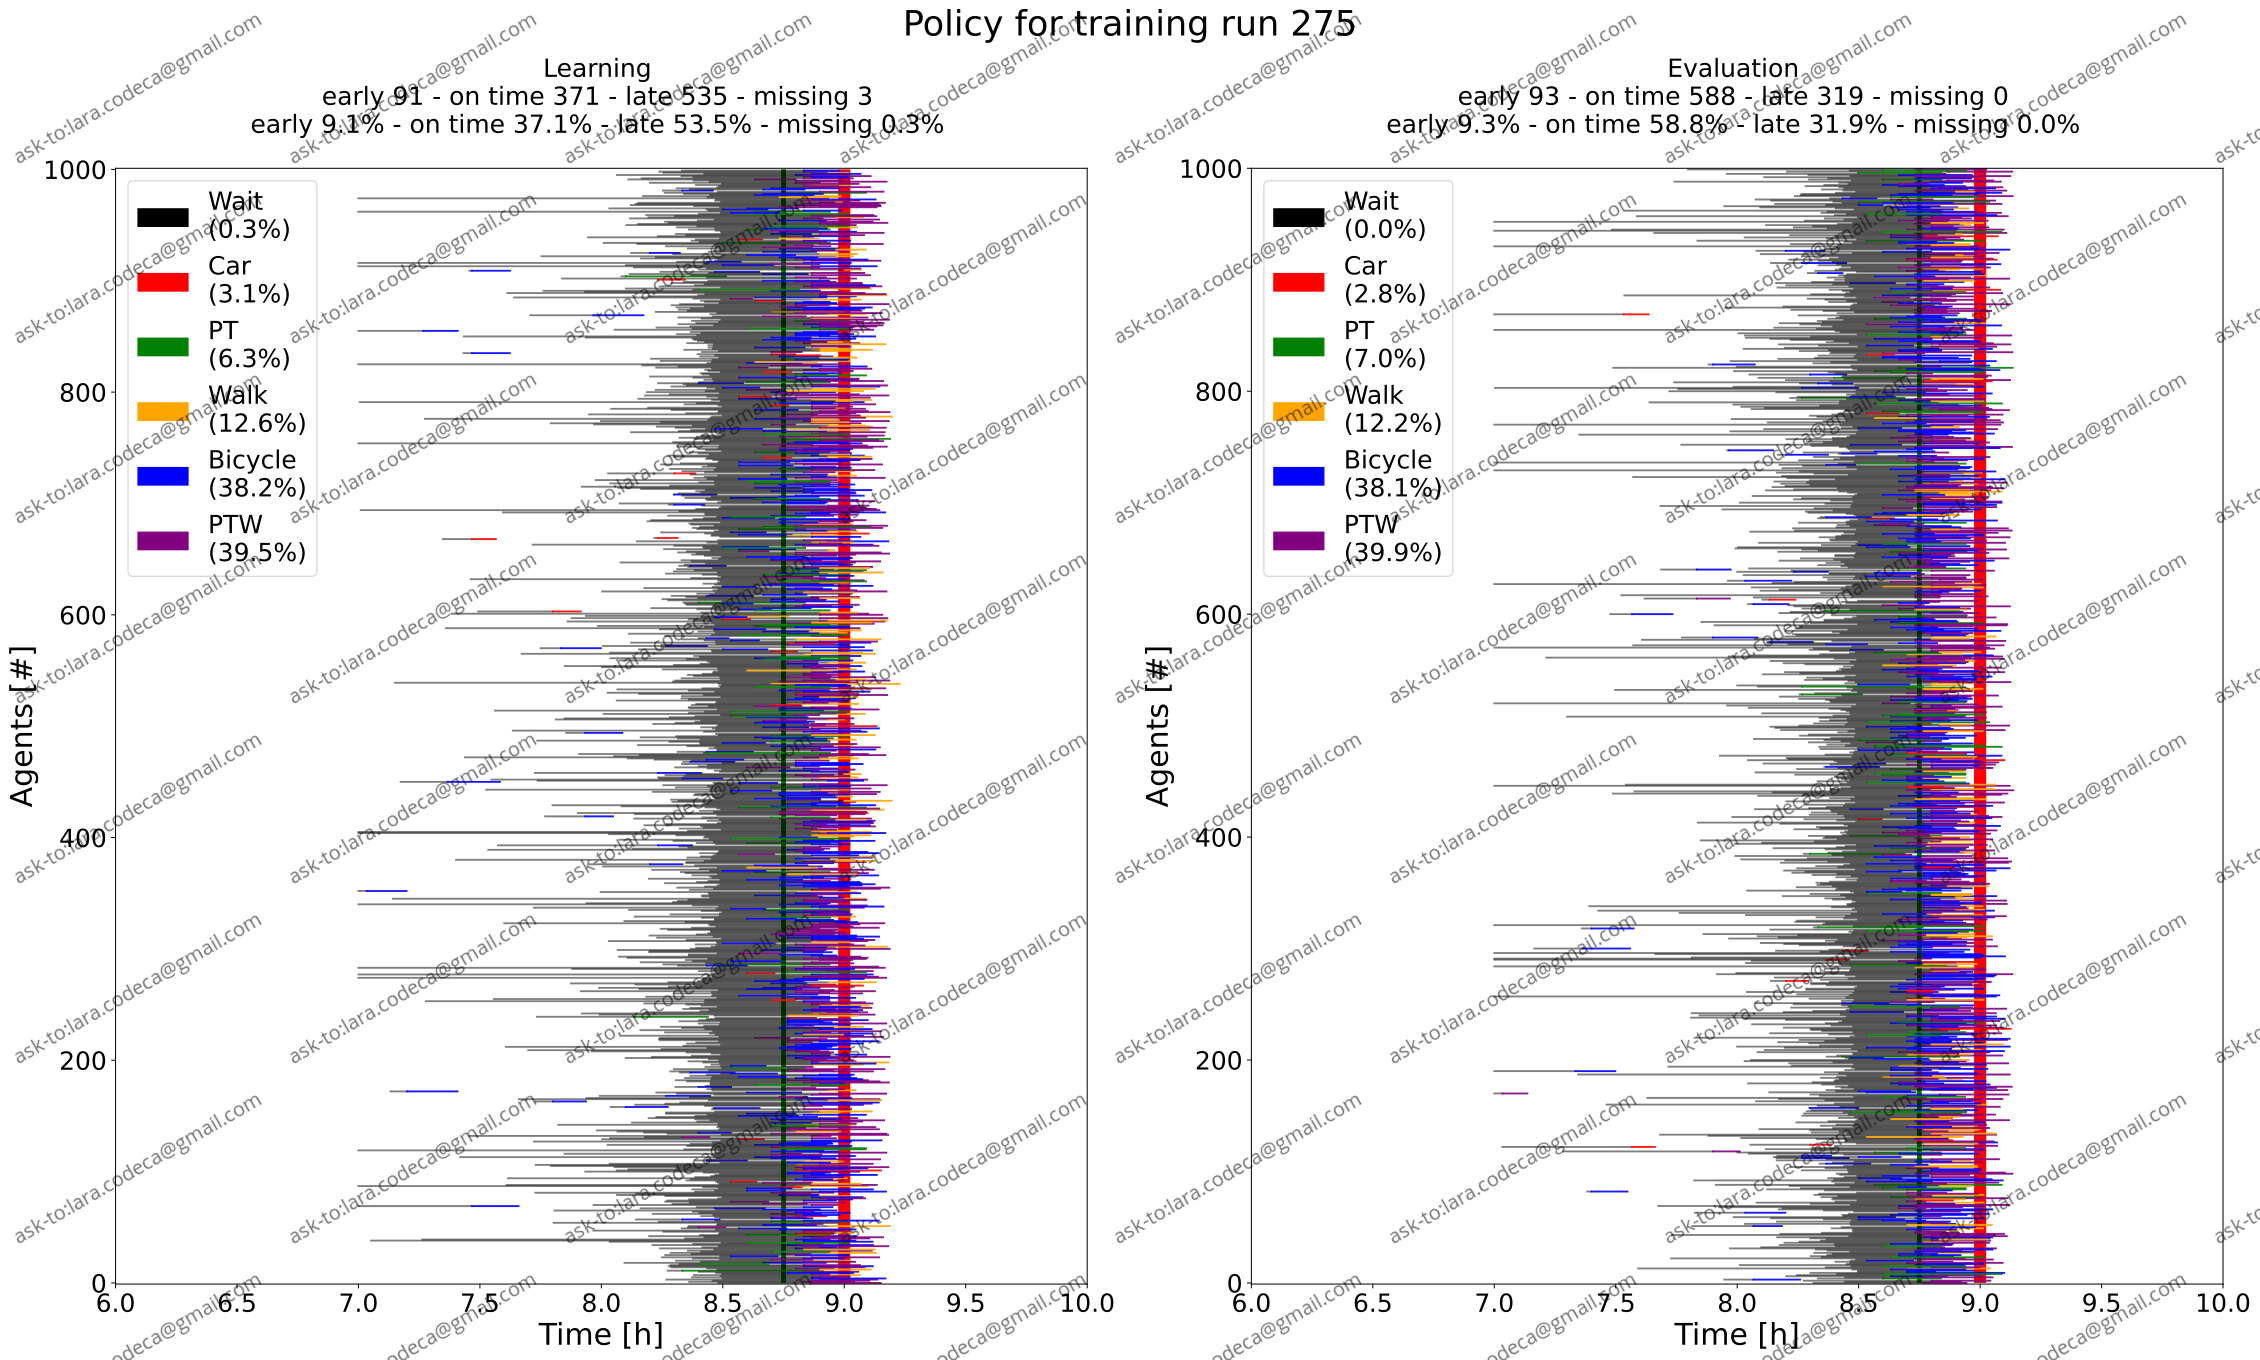 Policy for training run 275
Learning
early 91 - on time 371 - late 535 - missing 3
early 9.1% - on time 37.1% - late 53.5% - missing 0.3%
Evaluation
early 93 - on time 588 - late 319 - missing 0
early 9.3% - on time 58.8% - late 31.9% - missing 0.0%
1000
800
600
400
200
0
Agents [#]
Wait
(0.3%)
Car
(3.1%)
PT
(6.3%)
Walk
(12.6%)
Bicycle
(38.2%)
PTW
(39.5%)
6.0
6.5
7.0
7.5
8.0
8.5
9.0
9.5
10.0
Time [h]
1000
800
600
400
200
0
Agents [#]
Wait
(0.0%)
Car
(2.8%)
PT
(7.0%)
Walk
(12.2%)
Bicycle
(38.1%)
PTW
(39.9%)
6.0
6.5
7.0
7.5
8.0
8.5
9.0
9.5
10.0
Time [h]
ask-to:lara.codeca@gmail.com